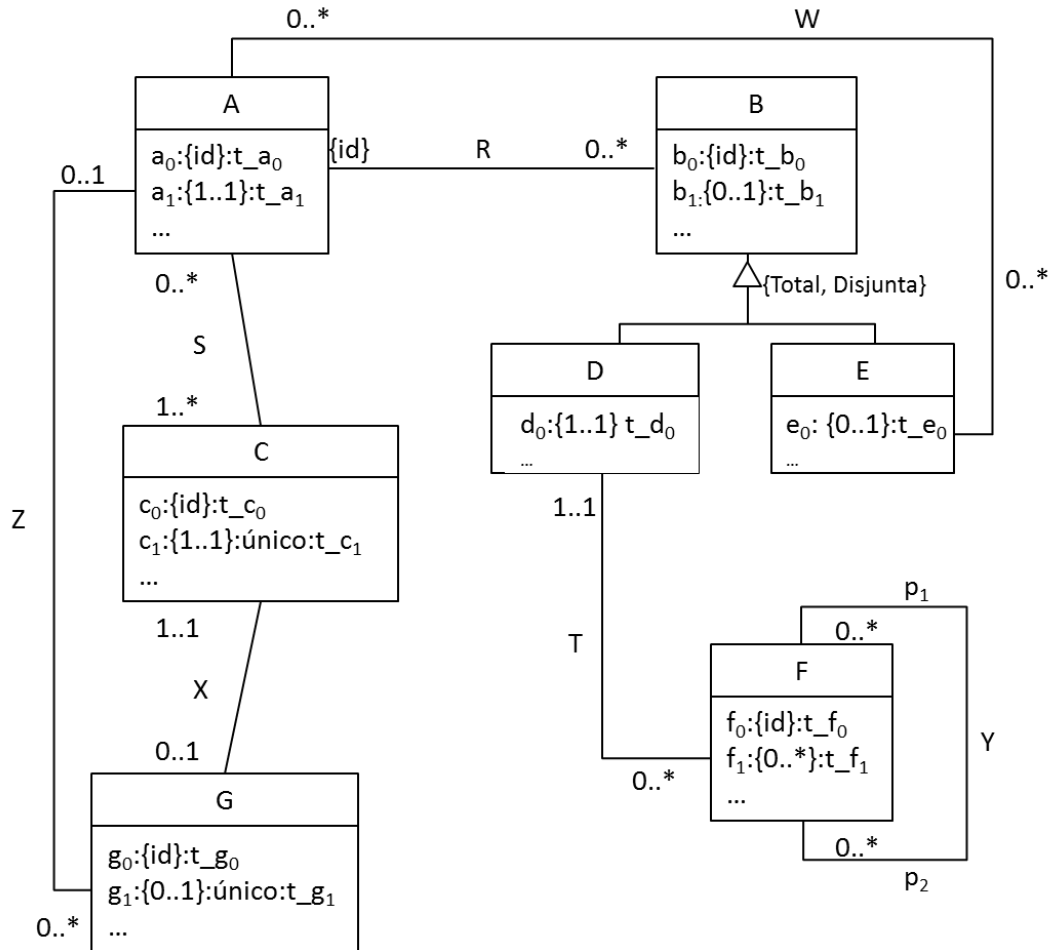 0..* W
A
a₀:{id}:t_a₀
a₁:{1..1}:t_a₁
...
{id} R 0..*
B
b₀:{id}:t_b₀
b₁:{0..1}:t_b₁
...
0..1
0..*
{Total, Disjunta}
0..*
S
1..*
D
d₀:{1..1} t_d₀
...
E
e₀: {0..1}:t_e₀
...
C
c₀:{id}:t_c₀
c₁:{1..1}:único:t_c₁
...
Z
1..1
T
0..*
1..1
X
0..1
p₁
0..*
F
f₀:{id}:t_f₀
f₁:{0..*}:t_f₁
...
Y
0..*
p₂
G
g₀:{id}:t_g₀
g₁:{0..1}:único:t_g₁
...
0..*